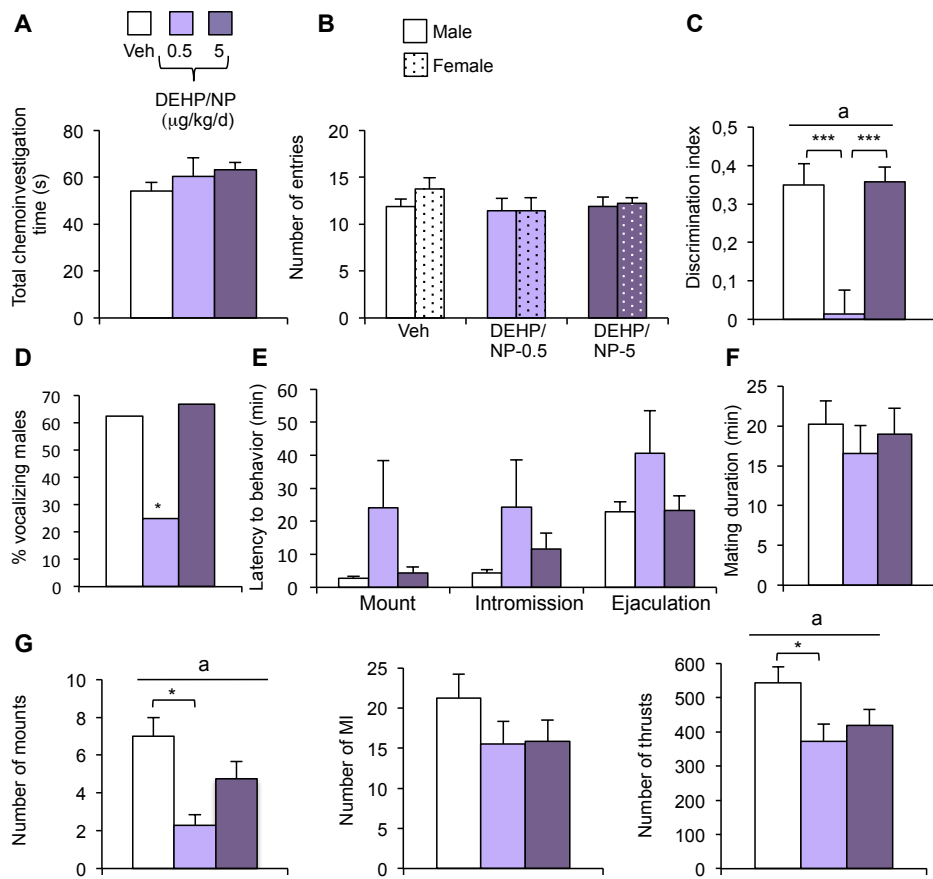 A
Veh 0.5 5
DEHP/NP
(µg/kg/d)
Total chemoinvestigation
time (s)
80
60
40
20
0
B
Male
Female
Number of entries
20
15
10
5
0
Veh
DEHP/
NP-0.5
DEHP/
NP-5
C
a
*** ***
Discrimination index
0,5
0,4
0,3
0,2
0,1
0
D
% vocalizing males
70
60
50
40
30
20
10
0
*
E
Latency to behavior (min)
60
50
40
30
20
10
0
Mount Intromission Ejaculation
F
Mating duration (min)
25
20
15
10
5
0
G
a
*
Number of mounts
10
8
6
4
2
0
Number of MI
25
20
15
10
5
0
a
*
Number of thrusts
600
500
400
300
200
100
0